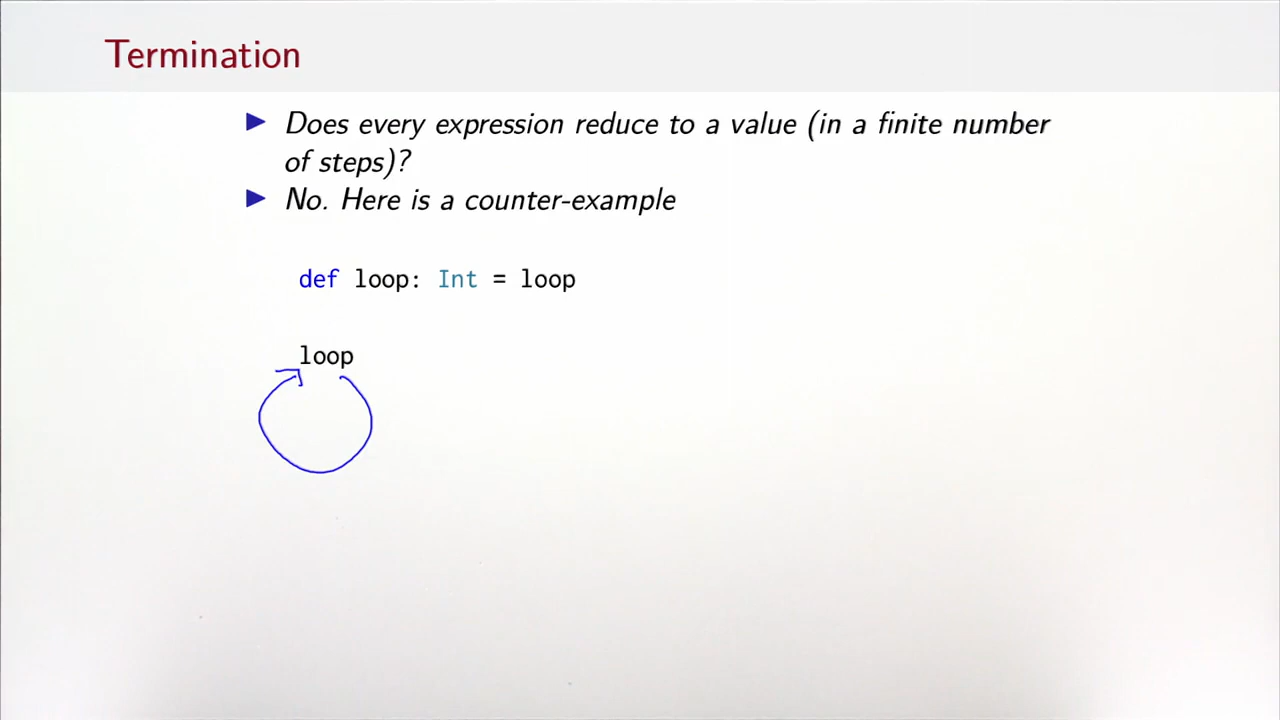 Termination
Does every expression reduce to a value (in a finite number
of steps)?
No. Here is a counter-example
def loop: Int = loop
loop